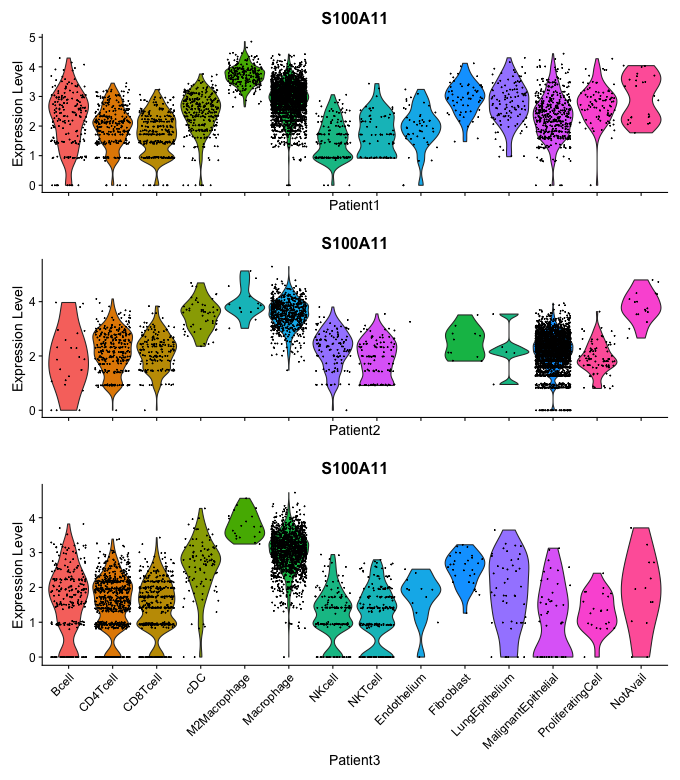 S100A11
Expression Level
5
4
3
2
1
0
Patient1
S100A11
Expression Level
4
2
0
Patient2
S100A11
Expression Level
4
3
2
1
0
Bcell
CD4Tcell
CD8Tcell
cDC
M2Macrophage
Macrophage
NKcell
NKTcell
Endothelium
Fibroblast
LungEpithelium
MalignantEpithelial
ProliferatingCell
NotAvail
Patient3